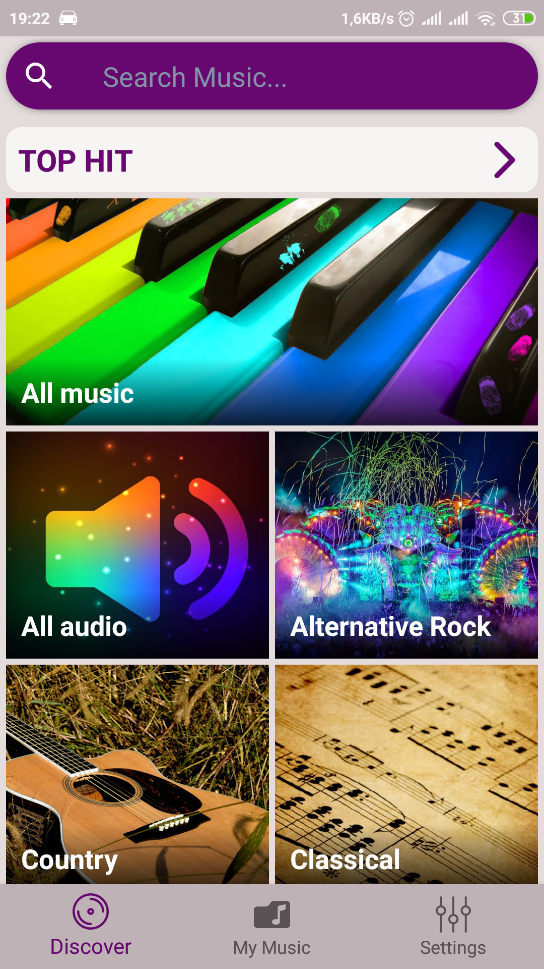 19:22 1,6KB/s 31
Search Music...
TOP HIT
All music
All audio
Alternative Rock
Country
Classical
Discover
My Music
Settings